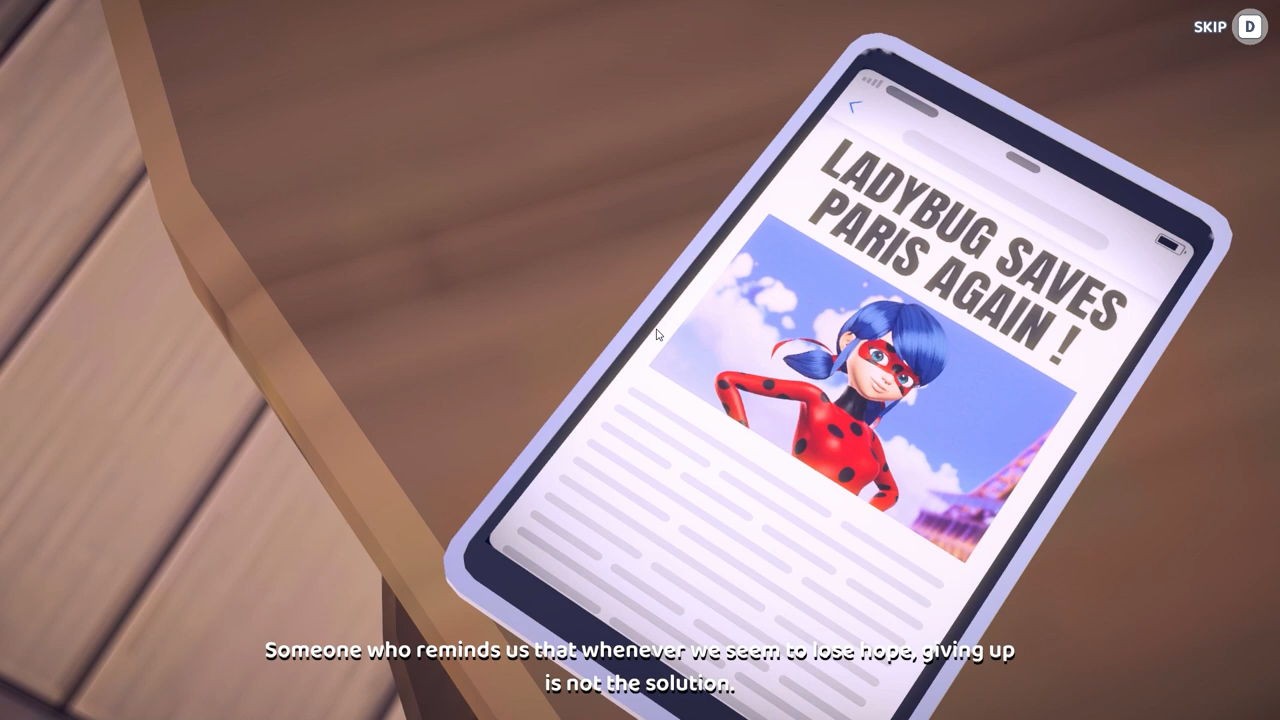 SKIP D
LADYBUG SAVES
PARIS AGAIN !
Someone who reminds us that whenever we seem to lose hope, giving up
is not the solution.